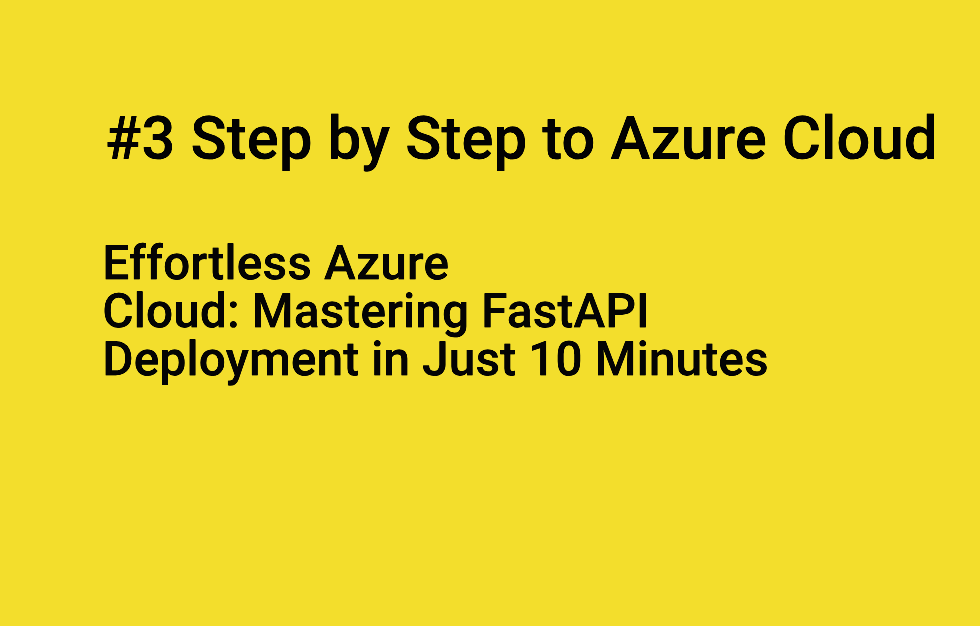 #3 Step by Step to Azure Cloud
Effortless Azure
Cloud: Mastering FastAPI
Deployment in Just 10 Minutes